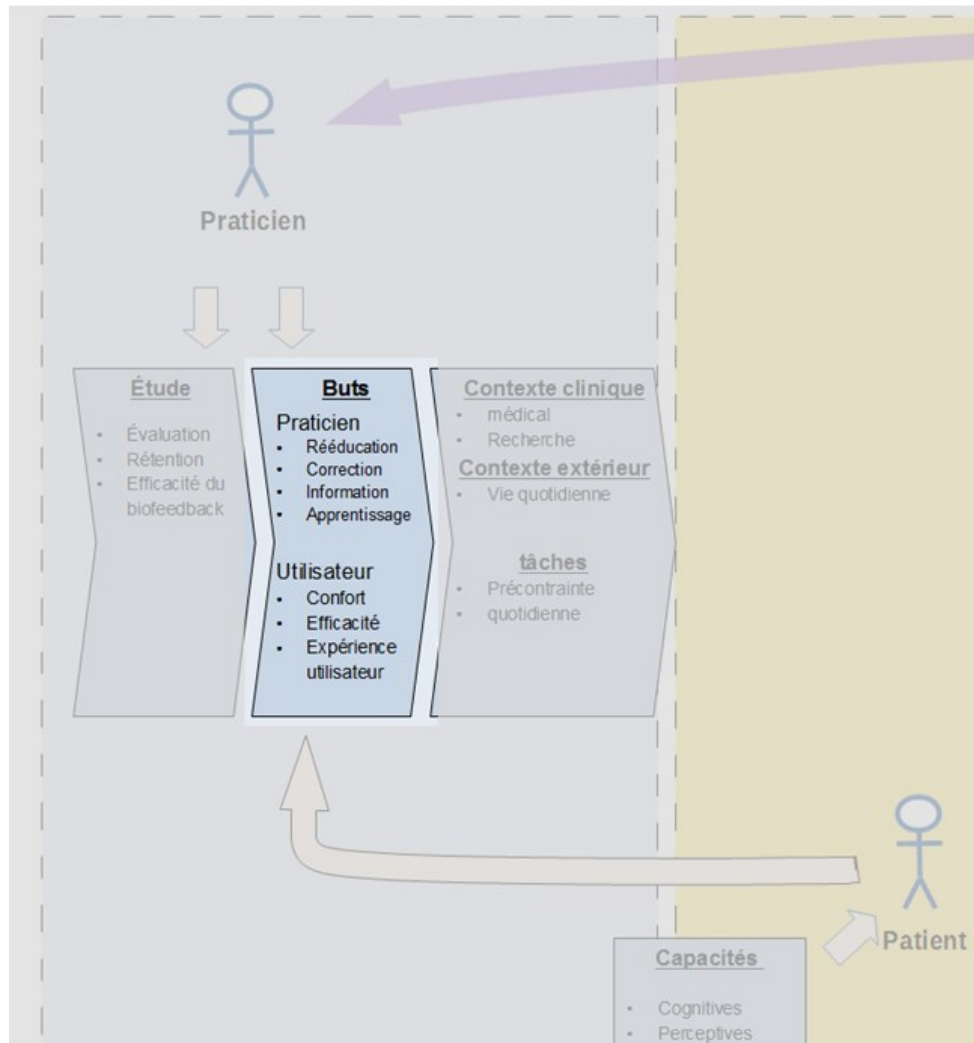 Praticien
Étude
• Évaluation
• Rétention
• Efficacité du
biofeedback
Buts
Praticien
• Rééducation
• Correction
• Information
• Apprentissage
Utilisateur
• Confort
• Efficacité
• Expérience
utilisateur
Contexte clinique
• médical
• Recherche
Contexte extérieur
• Vie quotidienne
tâches
• Précontrainte
• quotidienne
Patient
Capacités
• Cognitives
• Perceptives